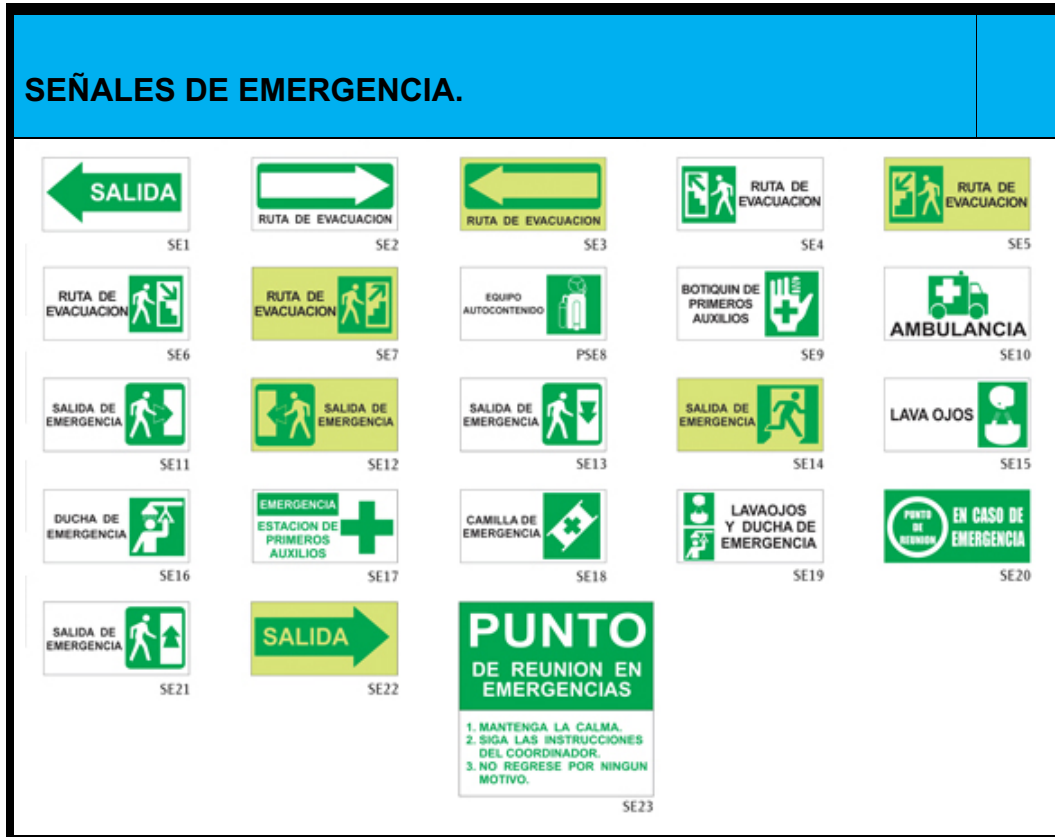 SEÑALES DE EMERGENCIA.
SALIDA
SE1
RUTA DE EVACUACION
SE2
RUTA DE EVACUACION
SE3
RUTA DE
EVACUACION
SE4
RUTA DE
EVACUACION
SE5
RUTA DE
EVACUACION
SE6
RUTA DE
EVACUACION
SE7
EQUIPO
AUTOCONTENIDO
PSE8
BOTIQUIN DE
PRIMEROS
AUXILIOS
SE9
AMBULANCIA
SE10
SALIDA DE
EMERGENCIA
SE11
SALIDA DE
EMERGENCIA
SE12
SALIDA DE
EMERGENCIA
SE13
SALIDA DE
EMERGENCIA
SE14
LAVA OJOS
SE15
DUCHA DE
EMERGENCIA
SE16
EMERGENCIA
ESTACION DE
PRIMEROS
AUXILIOS
SE17
CAMILLA DE
EMERGENCIA
SE18
LAVAOJOS
Y DUCHA DE
EMERGENCIA
SE19
PUNTO
DE
REUNION
EN CASO DE
EMERGENCIA
SE20
SALIDA DE
EMERGENCIA
SE21
SALIDA
SE22
PUNTO
DE REUNION EN
EMERGENCIAS
1. MANTENGA LA CALMA.
2. SIGA LAS INSTRUCCIONES
DEL COORDINADOR.
3. NO REGRESE POR NINGUN
MOTIVO.
SE23